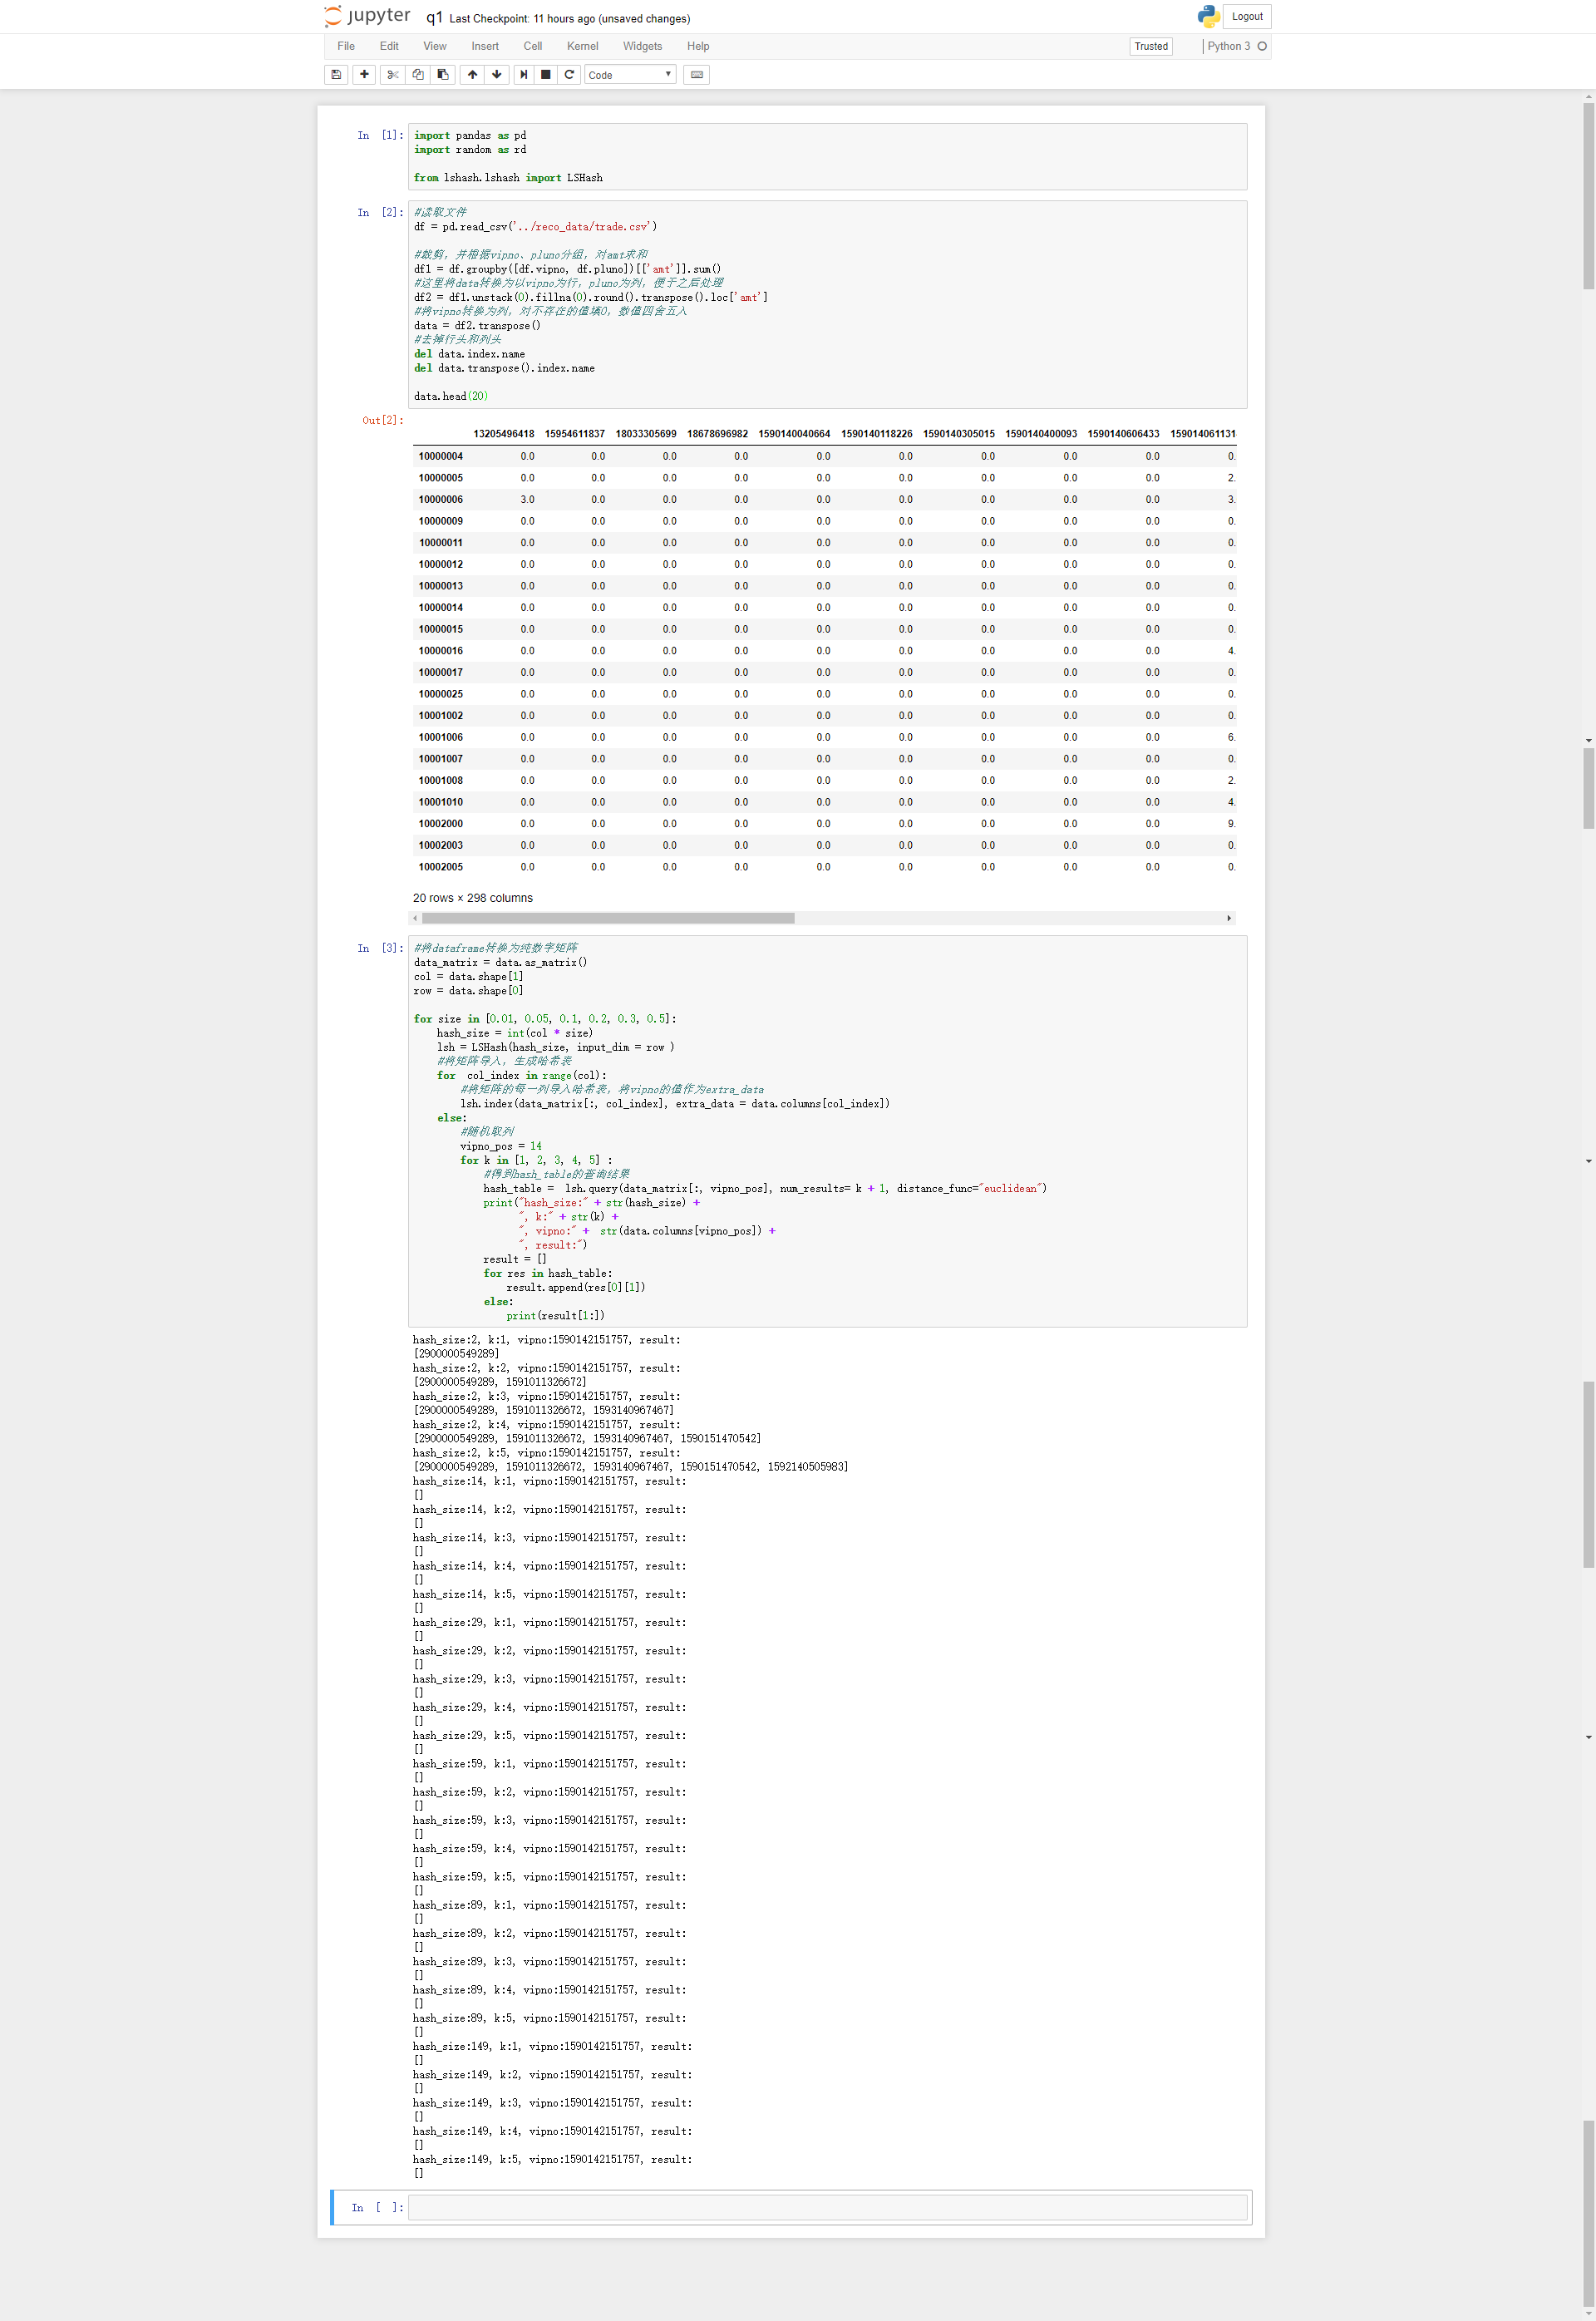 jupyter q1 Last Checkpoint: 11 hours ago (unsaved changes) Logout
File Edit View Insert Cell Kernel Widgets Help Trusted Python 3
Code
In [1]:
import pandas as pd
import random as rd
from lshash.lshash import LSHash
In [2]:
#读取文件
df = pd.read_csv('../reco_data/trade.csv')
#裁剪，并根据vipno、pluno分组，对amt求和
df1 = df.groupby([df.vipno, df.pluno])[['amt']].sum()
#这里将data转换为以vipno为行，pluno为列，便于之后处理
df2 = df1.unstack(0).fillna(0).round().transpose().loc['amt']
#将vipno转换为列，对不存在的值填0，数值四舍五入
data = df2.transpose()
#去掉行头和列头
del data.index.name
del data.transpose().index.name
data.head(20)
Out[2]:
13205496418 15954611837 18033305699 18678696982 1590140040664 1590140118226 1590140305015 1590140400093 1590140606433 159014061131
10000004 0.0 0.0 0.0 0.0 0.0 0.0 0.0 0.0 0.0 0.
10000005 0.0 0.0 0.0 0.0 0.0 0.0 0.0 0.0 0.0 2.
10000006 3.0 0.0 0.0 0.0 0.0 0.0 0.0 0.0 0.0 3.
10000009 0.0 0.0 0.0 0.0 0.0 0.0 0.0 0.0 0.0 0.
10000011 0.0 0.0 0.0 0.0 0.0 0.0 0.0 0.0 0.0 0.
10000012 0.0 0.0 0.0 0.0 0.0 0.0 0.0 0.0 0.0 0.
10000013 0.0 0.0 0.0 0.0 0.0 0.0 0.0 0.0 0.0 0.
10000014 0.0 0.0 0.0 0.0 0.0 0.0 0.0 0.0 0.0 0.
10000015 0.0 0.0 0.0 0.0 0.0 0.0 0.0 0.0 0.0 0.
10000016 0.0 0.0 0.0 0.0 0.0 0.0 0.0 0.0 0.0 4.
10000017 0.0 0.0 0.0 0.0 0.0 0.0 0.0 0.0 0.0 0.
10000025 0.0 0.0 0.0 0.0 0.0 0.0 0.0 0.0 0.0 0.
10001002 0.0 0.0 0.0 0.0 0.0 0.0 0.0 0.0 0.0 0.
10001006 0.0 0.0 0.0 0.0 0.0 0.0 0.0 0.0 0.0 6.
10001007 0.0 0.0 0.0 0.0 0.0 0.0 0.0 0.0 0.0 0.
10001008 0.0 0.0 0.0 0.0 0.0 0.0 0.0 0.0 0.0 2.
10001010 0.0 0.0 0.0 0.0 0.0 0.0 0.0 0.0 0.0 4.
10002000 0.0 0.0 0.0 0.0 0.0 0.0 0.0 0.0 0.0 9.
10002003 0.0 0.0 0.0 0.0 0.0 0.0 0.0 0.0 0.0 0.
10002005 0.0 0.0 0.0 0.0 0.0 0.0 0.0 0.0 0.0 0.
20 rows × 298 columns
In [3]:
#将dataframe转换为纯数字矩阵
data_matrix = data.as_matrix()
col = data.shape[1]
row = data.shape[0]
for size in [0.01, 0.05, 0.1, 0.2, 0.3, 0.5]:
hash_size = int(col * size)
lsh = LSHash(hash_size, input_dim = row )
#将矩阵导入，生成哈希表
for  col_index in range(col):
#将矩阵的每一列导入哈希表，将vipno的值作为extra_data
lsh.index(data_matrix[:, col_index], extra_data = data.columns[col_index])
else:
#随机取列
vipno_pos = 14
for k in [1, 2, 3, 4, 5] :
#得到hash_table的查询结果
hash_table =  lsh.query(data_matrix[:, vipno_pos], num_results= k + 1, distance_func="euclidean")
print("hash_size:" + str(hash_size) +
", k:" + str(k) +
", vipno:" +  str(data.columns[vipno_pos]) +
", result:")
result = []
for res in hash_table:
result.append(res[0][1])
else:
print(result[1:])
hash_size:2, k:1, vipno:1590142151757, result:
[2900000549289]
hash_size:2, k:2, vipno:1590142151757, result:
[2900000549289, 1591011326672]
hash_size:2, k:3, vipno:1590142151757, result:
[2900000549289, 1591011326672, 1593140967467]
hash_size:2, k:4, vipno:1590142151757, result:
[2900000549289, 1591011326672, 1593140967467, 1590151470542]
hash_size:2, k:5, vipno:1590142151757, result:
[2900000549289, 1591011326672, 1593140967467, 1590151470542, 1592140505983]
hash_size:14, k:1, vipno:1590142151757, result:
[]
hash_size:14, k:2, vipno:1590142151757, result:
[]
hash_size:14, k:3, vipno:1590142151757, result:
[]
hash_size:14, k:4, vipno:1590142151757, result:
[]
hash_size:14, k:5, vipno:1590142151757, result:
[]
hash_size:29, k:1, vipno:1590142151757, result:
[]
hash_size:29, k:2, vipno:1590142151757, result:
[]
hash_size:29, k:3, vipno:1590142151757, result:
[]
hash_size:29, k:4, vipno:1590142151757, result:
[]
hash_size:29, k:5, vipno:1590142151757, result:
[]
hash_size:59, k:1, vipno:1590142151757, result:
[]
hash_size:59, k:2, vipno:1590142151757, result:
[]
hash_size:59, k:3, vipno:1590142151757, result:
[]
hash_size:59, k:4, vipno:1590142151757, result:
[]
hash_size:59, k:5, vipno:1590142151757, result:
[]
hash_size:89, k:1, vipno:1590142151757, result:
[]
hash_size:89, k:2, vipno:1590142151757, result:
[]
hash_size:89, k:3, vipno:1590142151757, result:
[]
hash_size:89, k:4, vipno:1590142151757, result:
[]
hash_size:89, k:5, vipno:1590142151757, result:
[]
hash_size:149, k:1, vipno:1590142151757, result:
[]
hash_size:149, k:2, vipno:1590142151757, result:
[]
hash_size:149, k:3, vipno:1590142151757, result:
[]
hash_size:149, k:4, vipno:1590142151757, result:
[]
hash_size:149, k:5, vipno:1590142151757, result:
[]
In [ ]: